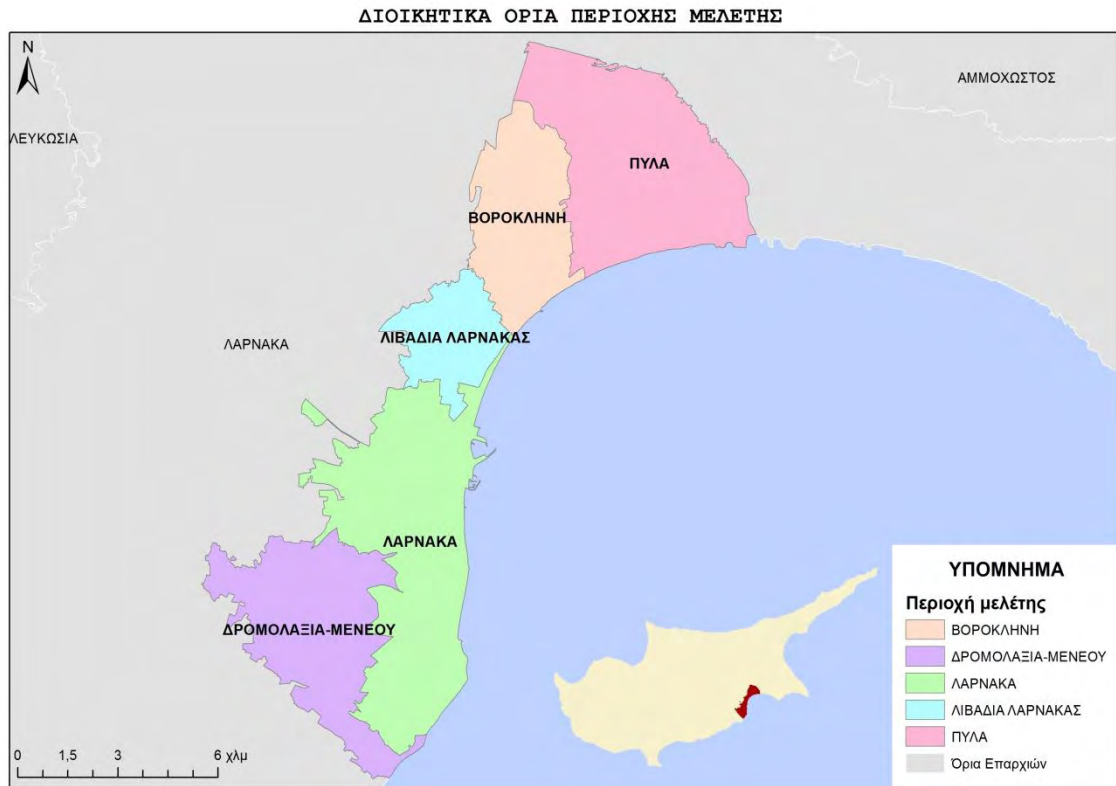 ΔΙΟΙΚΗΤΙΚΑ ΟΡΙΑ ΠΕΡΙΟΧΗΣ ΜΕΛΕΤΗΣ
N
ΑΜΜΟΧΩΣΤΟΣ
ΛΕΥΚΩΣΙΑ
ΠΥΛΑ
ΒΟΡΟΚΛΗΝΗ
ΛΙΒΑΔΙΑ ΛΑΡΝΑΚΑΣ
ΛΑΡΝΑΚΑ
ΛΑΡΝΑΚΑ
ΔΡΟΜΟΛΑΞΙΑ-ΜΕΝΕΟΥ
ΥΠΟΜΝΗΜΑ
Περιοχή μελέτης
ΒΟΡΟΚΛΗΝΗ
ΔΡΟΜΟΛΑΞΙΑ-ΜΕΝΕΟΥ
ΛΑΡΝΑΚΑ
ΛΙΒΑΔΙΑ ΛΑΡΝΑΚΑΣ
ΠΥΛΑ
Όρια Επαρχιών
0 1,5 3 6 χλμ